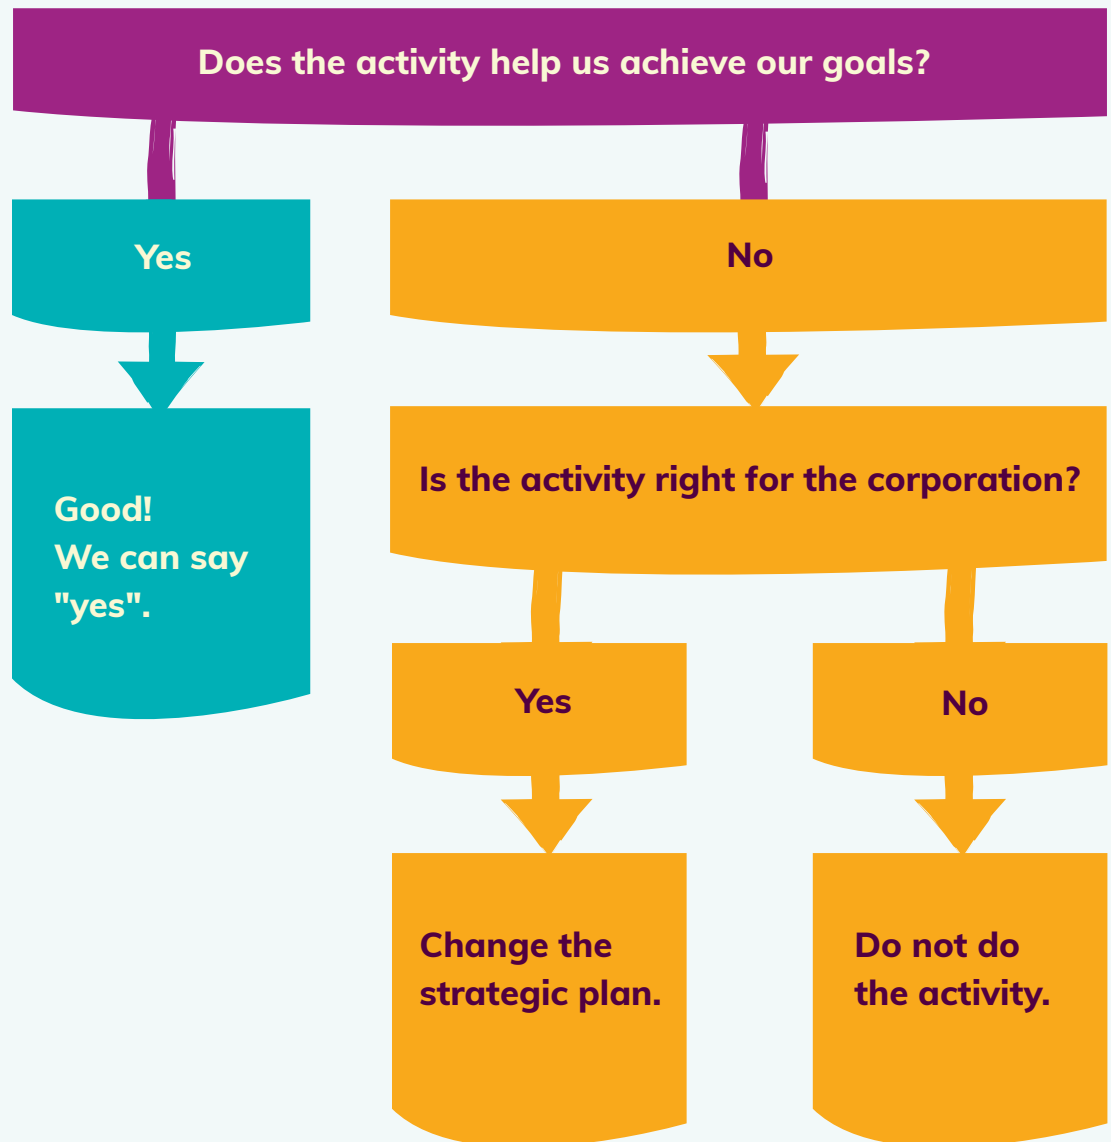 Does the activity help us achieve our goals?
Yes
No
Good!
We can say
"yes".
Is the activity right for the corporation?
Yes
No
Change the
strategic plan.
Do not do
the activity.